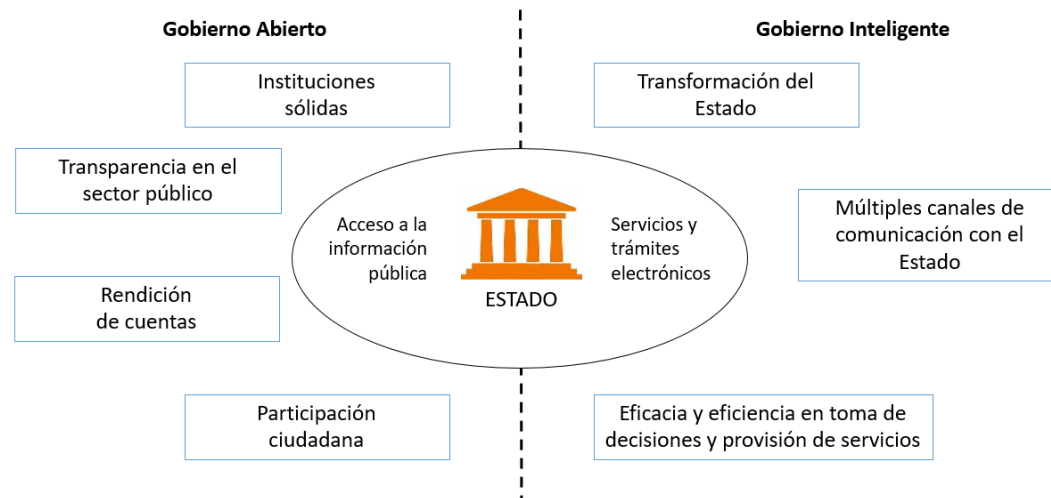 Gobierno Abierto
Gobierno Inteligente
Instituciones
sólidas
Transformación del
Estado
Transparencia en el
sector público
Múltiples canales de
comunicación con el
Estado
Acceso a la
información
pública
Servicios y
trámites
electrónicos
ESTADO
Rendición
de cuentas
Participación
ciudadana
Eficacia y eficiencia en toma de
decisiones y provisión de servicios